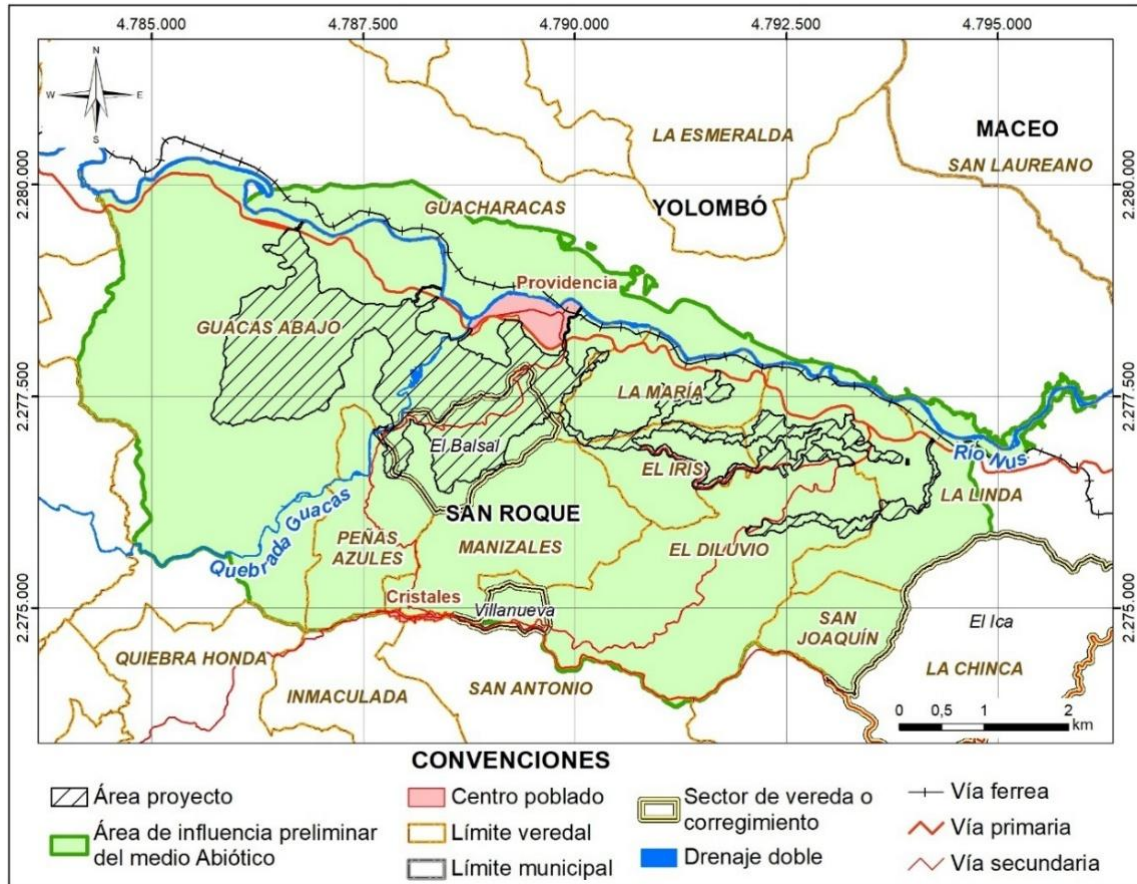 4.785.000
4.787.500
4.790.000
4.792.500
4.795.000
N
W
E
S
LA ESMERALDA
MACEO
SAN LAUREANO
2.280.000
2.280.000
GUACHARACAS
YOLOMBÓ
Providencia
GUACAS ABAJO
2.277.500
2.277.500
LA MARÍA
El Balsal
EL IRIS
Río Nus
LA LINDA
Quebrada Guacas
SAN ROQUE
PEÑAS
AZULES
MANIZALES
EL DILUVIO
2.275.000
2.275.000
Cristales
Villanueva
SAN
JOAQUÍN
El Ica
QUIEBRA HONDA
INMACULADA
SAN ANTONIO
LA CHINCA
0
0,5
1
2
km
CONVENCIONES
Área proyecto
Área de influencia preliminar
del medio Abiótico
Centro poblado
Límite veredal
Límite municipal
Sector de vereda o
corregimiento
Drenaje doble
Vía ferrea
Vía primaria
Vía secundaria